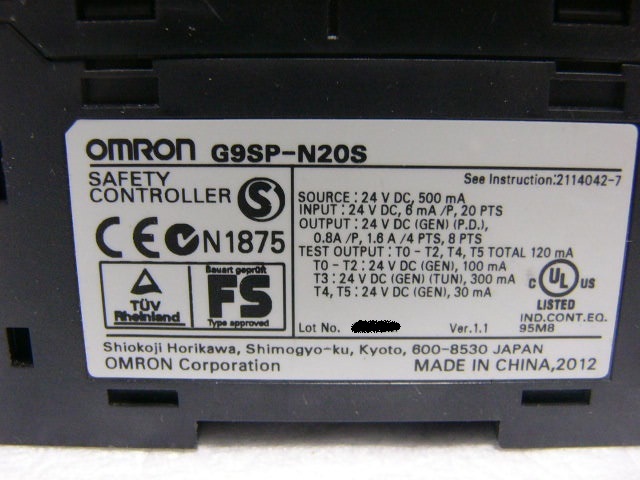 OMRON G9SP-N20S
SAFETY
CONTROLLER
S
See Instruction:2114042-7
SOURCE: 24 V DC, 500 mA
INPUT: 24 V DC, 6 mA /P, 20 PTS
OUTPUT: 24 V DC (GEN) (P.D.),
0.8A /P, 1.6 A /4 PTS, 8 PTS
TEST OUTPUT: T0 - T2, T4, T5 TOTAL 120 mA
T0 - T2: 24 V DC (GEN), 100 mA
T3: 24 V DC (GEN) (TUN), 300 mA
T4, T5: 24 V DC (GEN), 30 mA
CE N1875
TÜV
Rheinland
Bauart geprüft
FS
Type approved
C UL US
LISTED
IND.CONT.EQ.
95M8
Lot No.
Ver.1.1
Shiokoji Horikawa, Shimogyo-ku, Kyoto, 600-8530 JAPAN
OMRON Corporation
MADE IN CHINA,2012